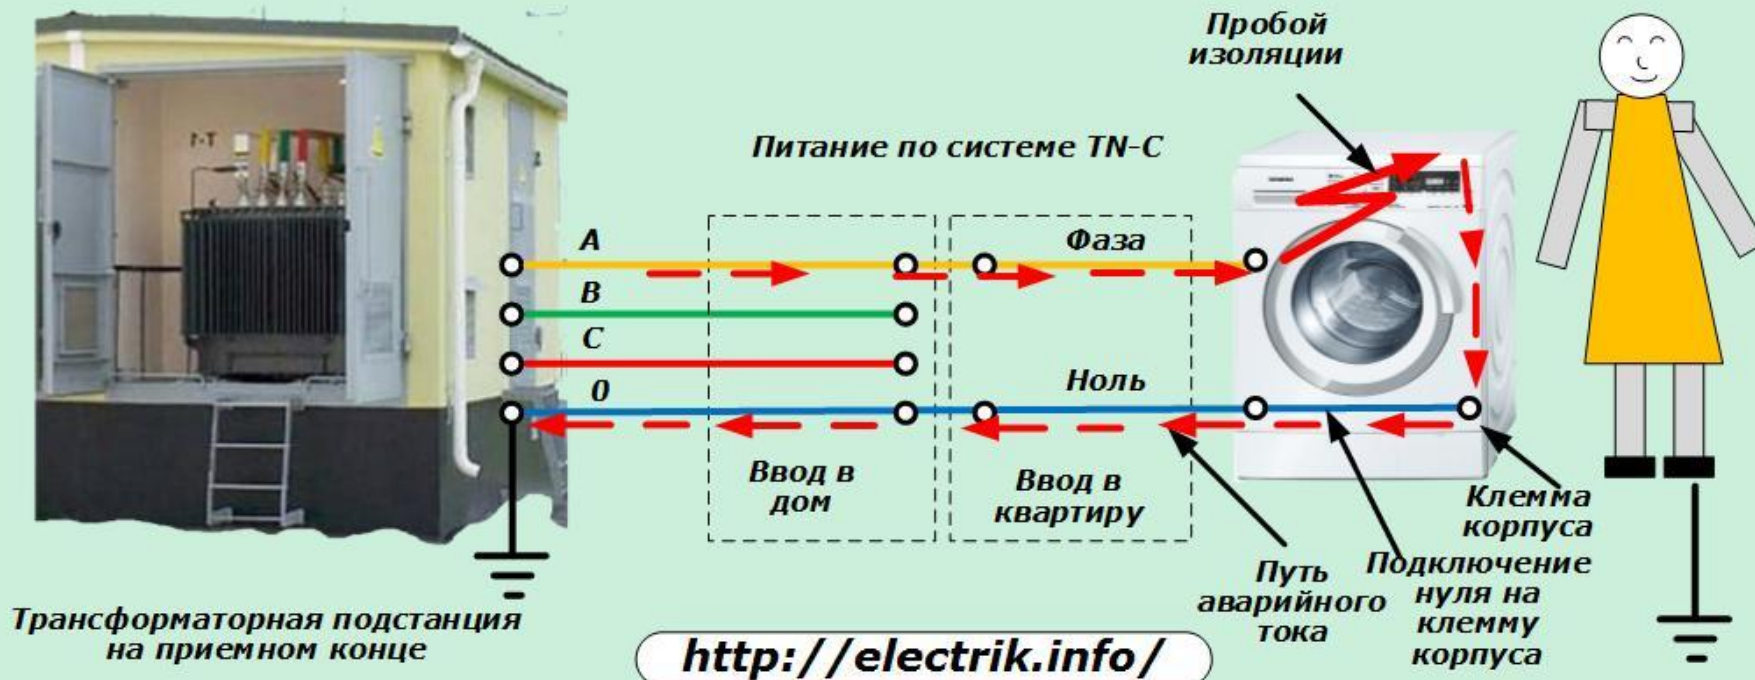 Пробой
изоляции
Питание по системе TN-C
А
Фаза
В
С
0
Ноль
Ввод в
дом
Ввод в
квартиру
Клемма
корпуса
Путь
аварийного
тока
Подключение
нуля на
клемму
корпуса
Трансформаторная подстанция
на приемном конце
http://electrik.info/